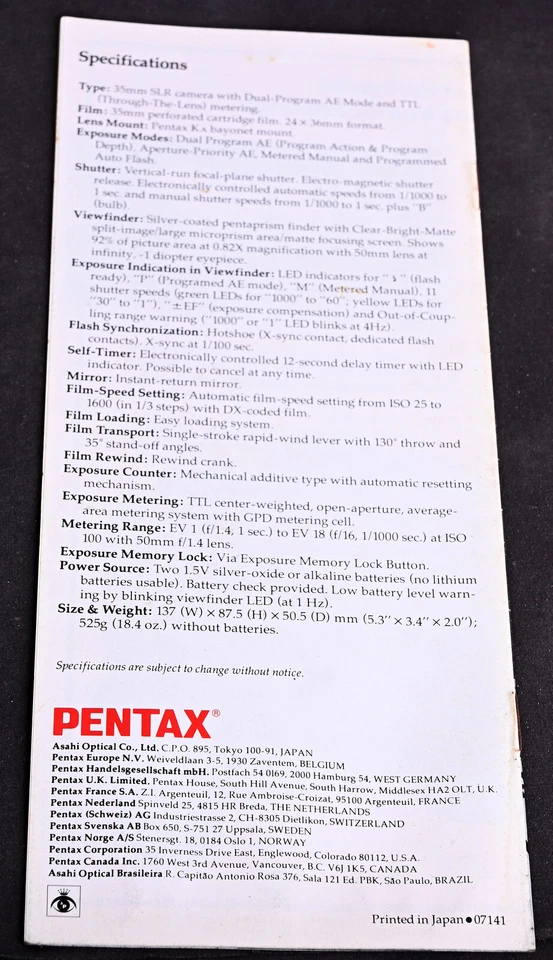 Specifications
Type: 35mm SLR camera with Dual-Program AE Mode and TTL
(Through-The-Lens) metering.
Film: 35mm perforated cartridge film. 24 × 36mm format.
Lens Mount: Pentax KA bayonet mount.
Exposure Modes: Dual Program AE (Program Action & Program
Depth), Aperture-Priority AE, Metered Manual and Programmed
Auto Flash.
Shutter: Vertical-run focal-plane shutter. Electro-magnetic shutter
release. Electronically controlled automatic speeds from 1/1000 to
1 sec. and manual shutter speeds from 1/1000 to 1 sec. plus "B"
(bulb).
Viewfinder: Silver-coated pentaprism finder with Clear-Bright-Matte
split-image/large microprism area/matte focusing screen. Shows
92% of picture area at 0.82X magnification with 50mm lens at
infinity. -1 diopter eyepiece.
Exposure Indication in Viewfinder: LED indicators for "⚡" (flash
ready), "P" (Programed AE mode), "M" (Metered Manual), 11
shutter speeds (green LEDs for "1000" to "60"; yellow LEDs for
"30" to "1"), "±EF" (exposure compensation) and Out-of-Coup-
ling range warning ("1000" or "1" LED blinks at 4Hz).
Flash Synchronization: Hotshoe (X-sync contact, dedicated flash
contacts). X-sync at 1/100 sec.
Self-Timer: Electronically controlled 12-second delay timer with LED
indicator. Possible to cancel at any time.
Mirror: Instant-return mirror.
Film-Speed Setting: Automatic film-speed setting from ISO 25 to
1600 (in 1/3 steps) with DX-coded film.
Film Loading: Easy loading system.
Film Transport: Single-stroke rapid-wind lever with 130° throw and
35° stand-off angles.
Film Rewind: Rewind crank.
Exposure Counter: Mechanical additive type with automatic resetting
mechanism.
Exposure Metering: TTL center-weighted, open-aperture, average-
area metering system with GPD metering cell.
Metering Range: EV 1 (f/1.4, 1 sec.) to EV 18 (f/16, 1/1000 sec.) at ISO
100 with 50mm f/1.4 lens.
Exposure Memory Lock: Via Exposure Memory Lock Button.
Power Source: Two 1.5V silver-oxide or alkaline batteries (no lithium
batteries usable). Battery check provided. Low battery level warn-
ing by blinking viewfinder LED (at 1 Hz).
Size & Weight: 137 (W) × 87.5 (H) × 50.5 (D) mm (5.3" × 3.4" × 2.0");
525g (18.4 oz.) without batteries.
Specifications are subject to change without notice.
PENTAX®
Asahi Optical Co., Ltd. C.P.O. 895, Tokyo 100-91, JAPAN
Pentax Europe N.V. Weiveldlaan 3-5, 1930 Zaventem, BELGIUM
Pentax Handelsgesellschaft mbH. Postfach 54 0169, 2000 Hamburg 54, WEST GERMANY
Pentax U.K. Limited. Pentax House, South Hill Avenue, South Harrow, Middlesex HA2 OLT, U.K.
Pentax France S.A. Z.I. Argenteuil, 12, Rue Ambroise-Croizat, 95100 Argenteuil, FRANCE
Pentax Nederland Spinveld 25, 4815 HR Breda, THE NETHERLANDS
Pentax (Schweiz) AG Industriestrasse 2, CH-8305 Dietlikon, SWITZERLAND
Pentax Svenska AB Box 650, S-751 27 Uppsala, SWEDEN
Pentax Norge A/S Stenersgt. 18, 0184 Oslo 1, NORWAY
Pentax Corporation 35 Inverness Drive East, Englewood, Colorado 80112, U.S.A.
Pentax Canada Inc. 1760 West 3rd Avenue, Vancouver, B.C. V6J 1K5, CANADA
Asahi Optical Brasileira R. Capitão Antonio Rosa 376, Sala 121 Ed. PBK, São Paulo, BRAZIL
Printed in Japan●07141